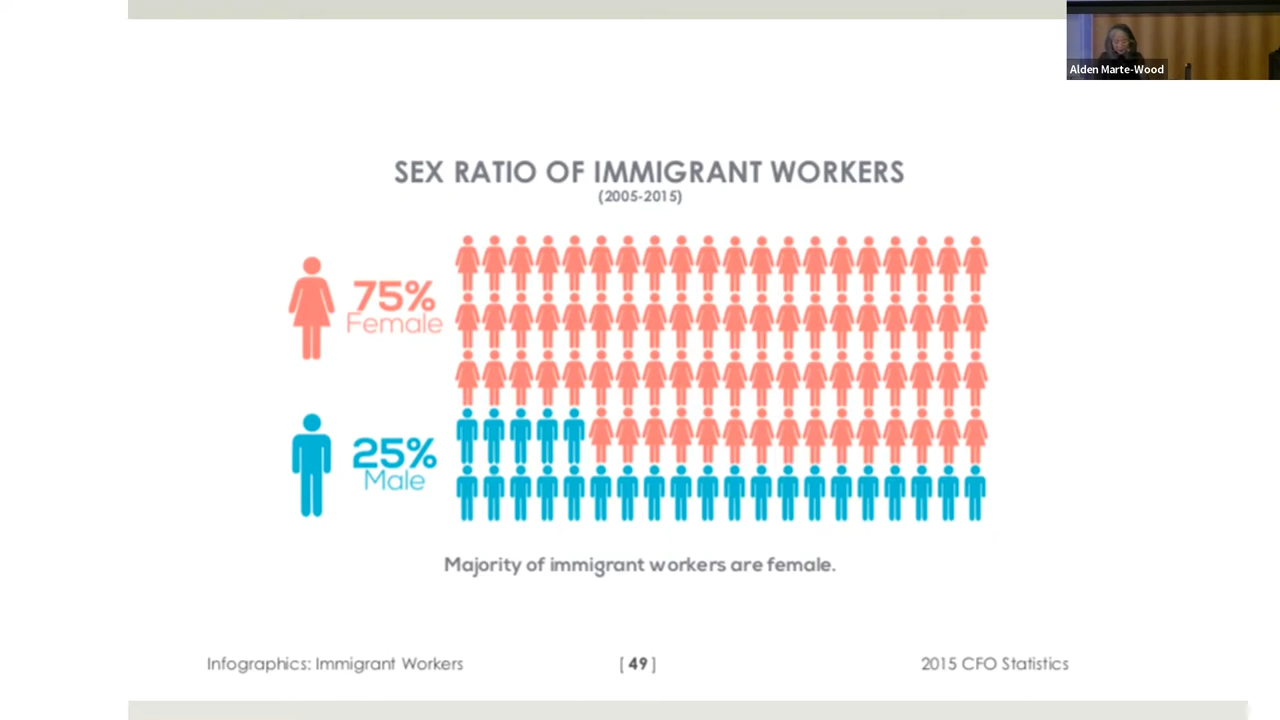 Alden Marte-Wood
SEX RATIO OF IMMIGRANT WORKERS
(2005-2015)
75%
Female
25%
Male
Majority of immigrant workers are female.
Infographics: Immigrant Workers
[ 49 ]
2015 CFO Statistics